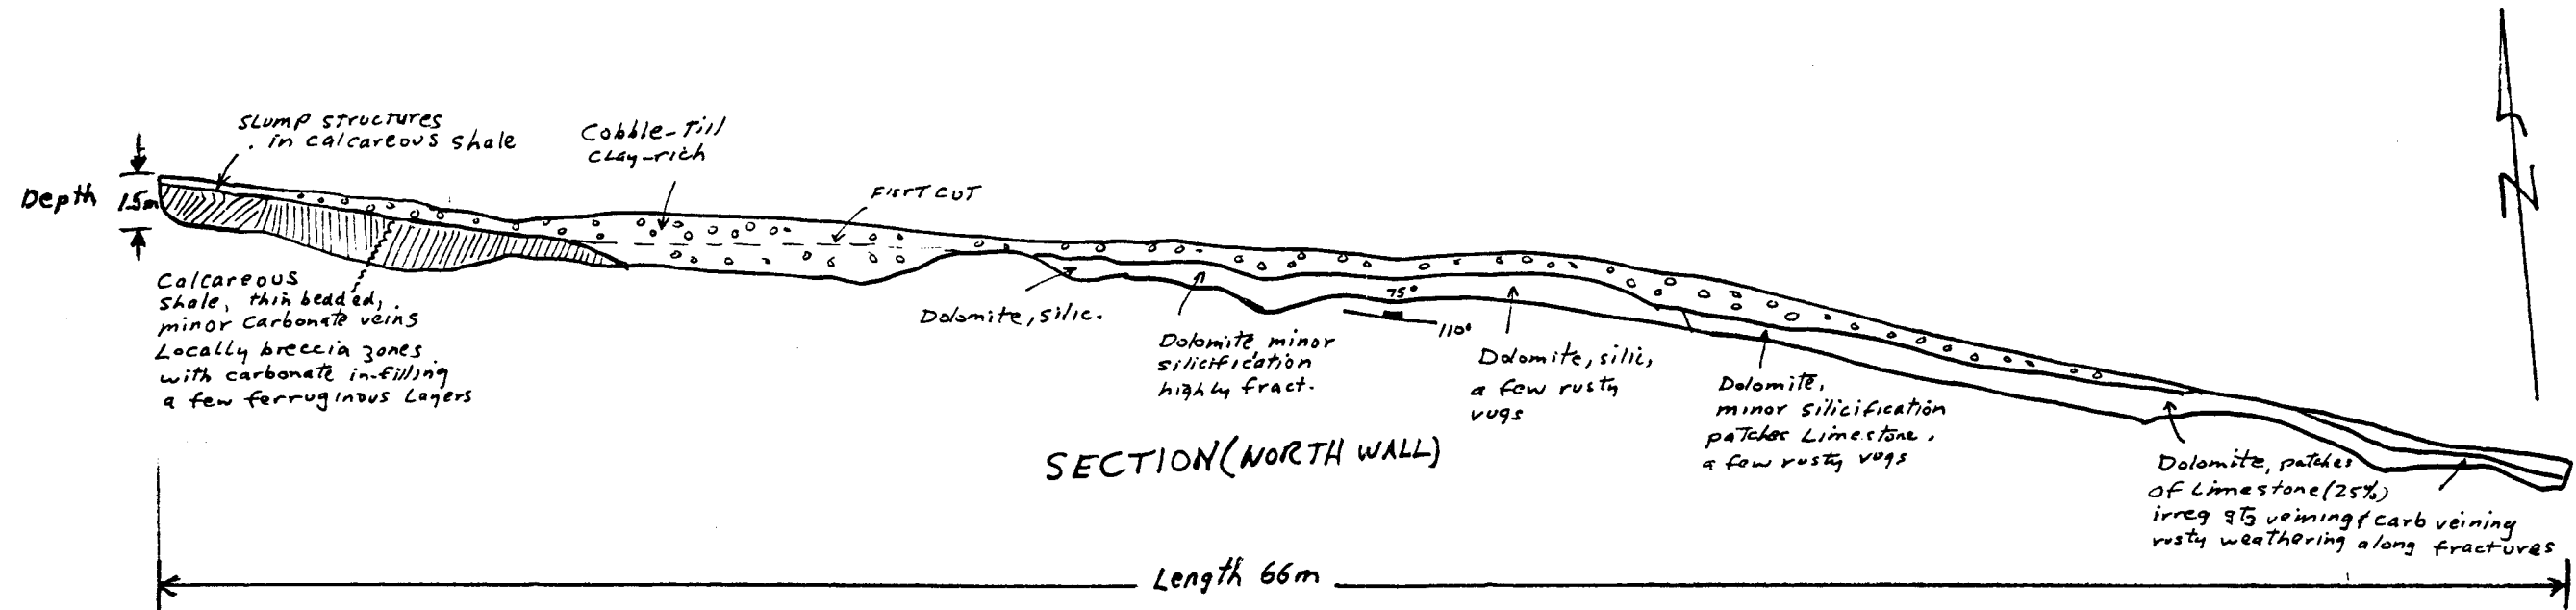 SLUMP structures
in calcareous shale
Cobble-Till
CLay-rich
FISRT CUT
Depth
1.5m
Calcareous
Shale, thin beaded,
minor Carbonate veins
Locally breccia zones
with carbonate in-filling
a few ferruginous Layers
Dolomite, silic.
Dolomite minor
silicification
highly fract.
75°
110°
Dolomite, silic,
a few rusty
vugs
Dolomite,
minor silicification
patches Limestone,
a few rusty vugs
Dolomite, patches
of Limestone (25%)
irreg qtz veining & carb veining
rusty weathering along fractures
N
SECTION (NORTH WALL)
Length 66m